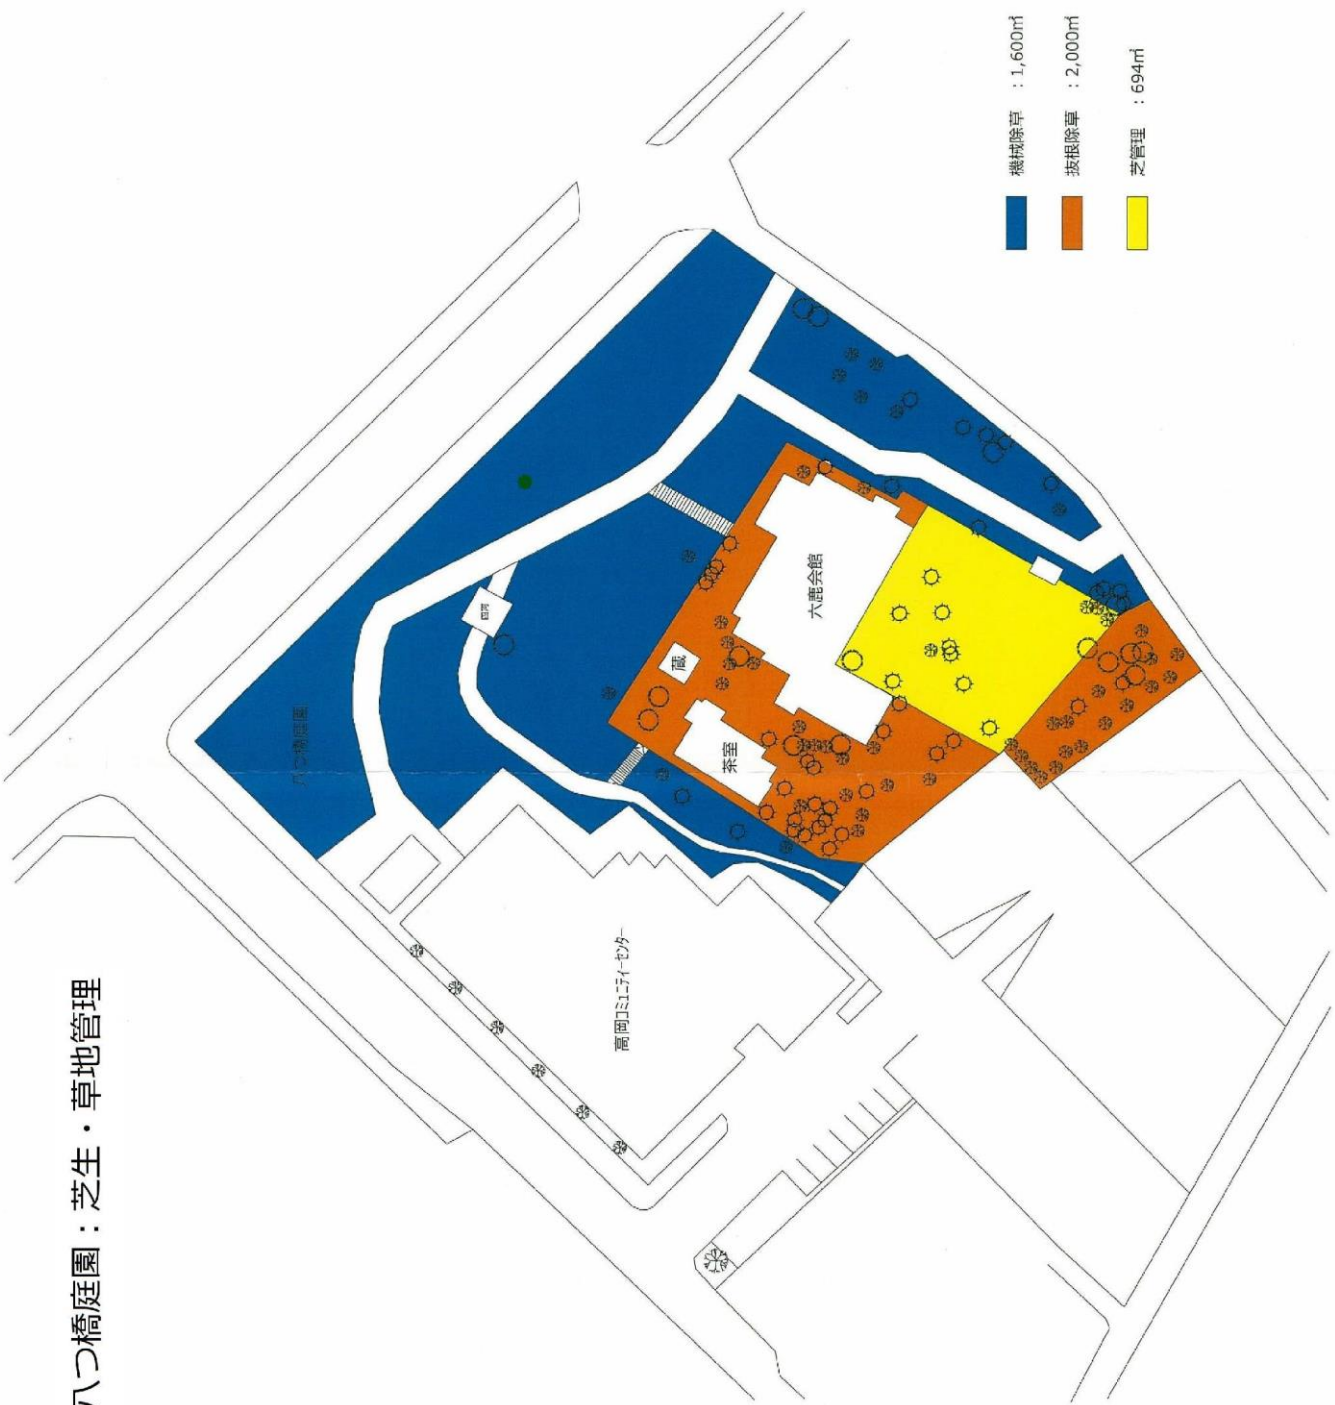 八つ橋庭園：芝生・草地管理
機械除草　：1,600㎡
抜根除草　：2,000㎡
芝管理　：694㎡
八つ橋庭園
四阿
蔵
茶室
六鹿会館
高岡コミュニティーセンター